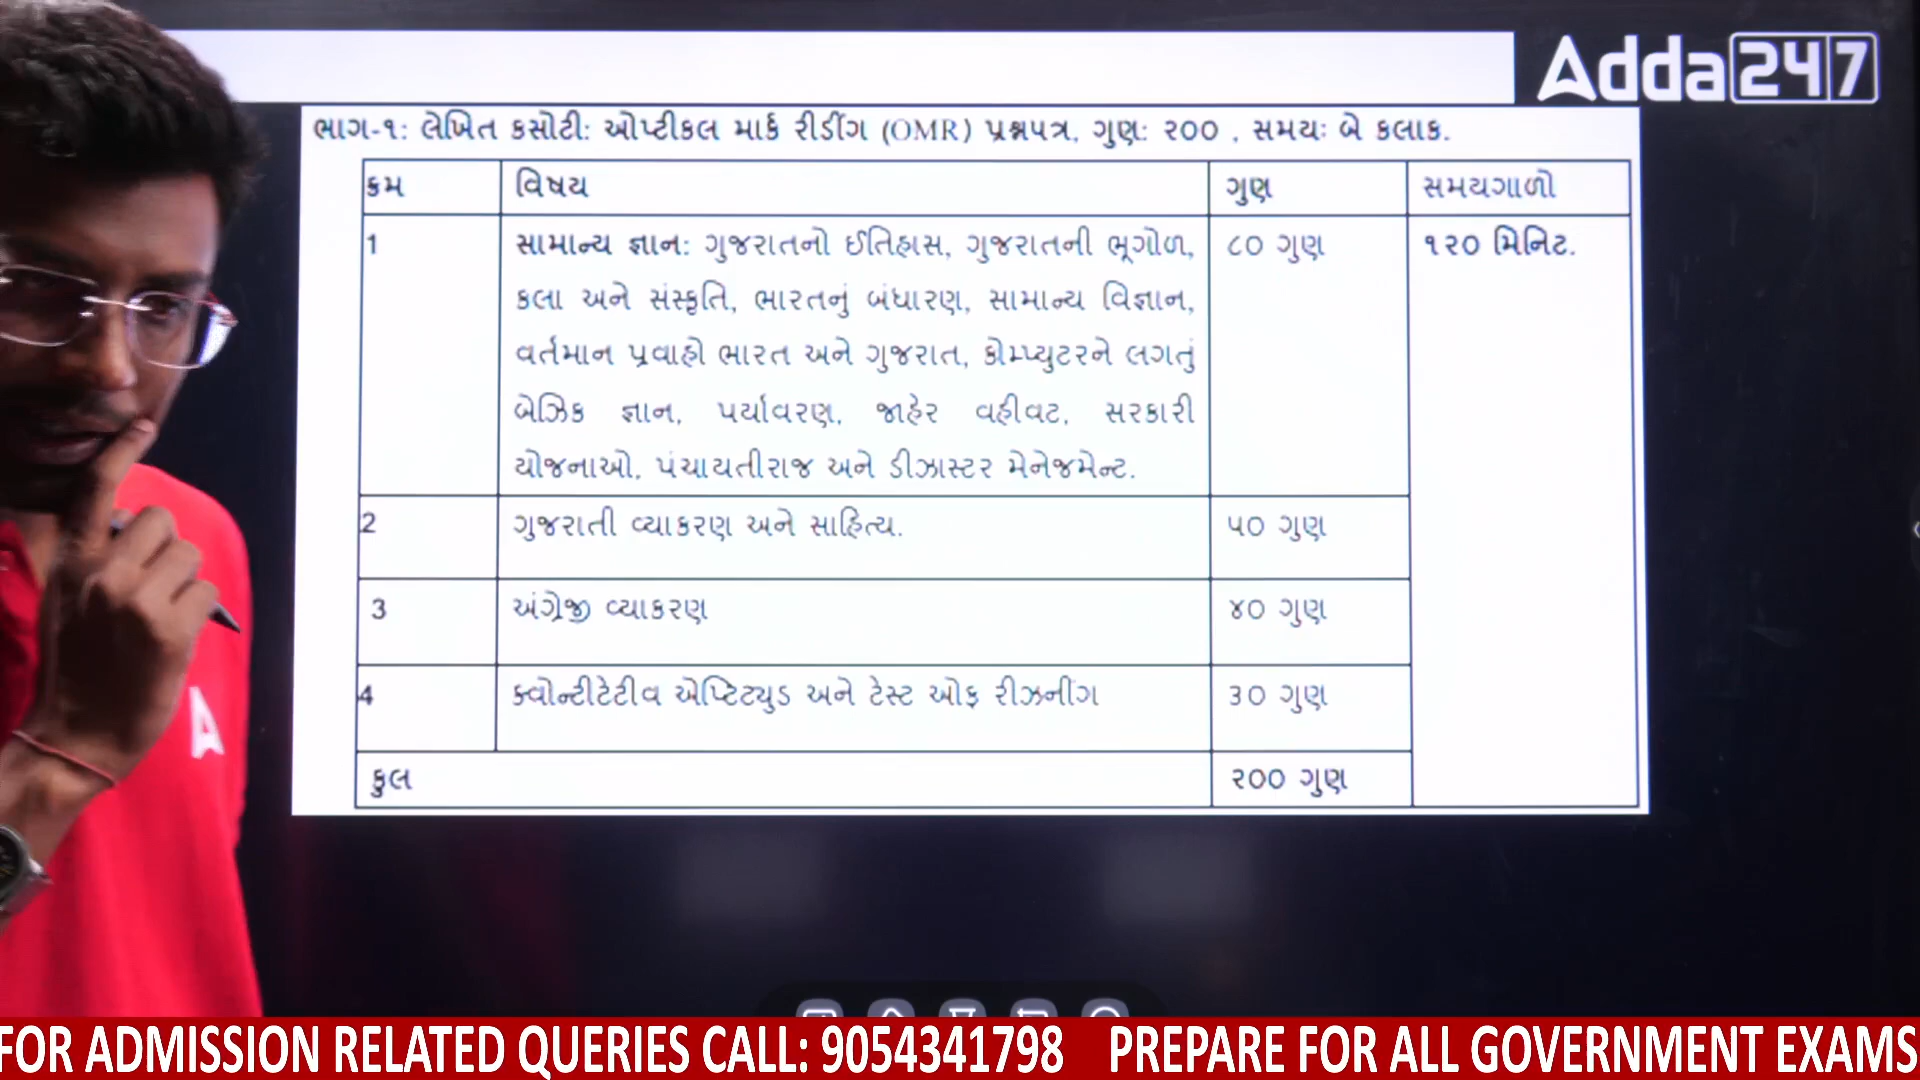 Adda247
ભાગ-૧: લેખિત કસોટી: ઓપ્ટીકલ માર્ક રીડીંગ (OMR) પ્રશ્નપત્ર, ગુણ: ૨૦૦ , સમયઃ બે કલાક.
ક્રમ વિષય ગુણ સમયગાળો
1 સામાન્ય જ્ઞાન: ગુજરાતનો ઈતિહાસ, ગુજરાતની ભૂગોળ, ૮૦ ગુણ ૧૨૦ મિનિટ.
કલા અને સંસ્કૃતિ, ભારતનું બંધારણ, સામાન્ય વિજ્ઞાન,
વર્તમાન પ્રવાહો ભારત અને ગુજરાત, કોમ્પ્યુટરને લગતું
બેઝિક જ્ઞાન, પર્યાવરણ, જાહેર વહીવટ, સરકારી
યોજનાઓ, પંચાયતીરાજ અને ડીઝાસ્ટર મેનેજમેન્ટ.
2 ગુજરાતી વ્યાકરણ અને સાહિત્ય. ૫૦ ગુણ
3 અંગ્રેજી વ્યાકરણ ૪૦ ગુણ
4 ક્વોન્ટીટેટીવ એપ્ટિટ્યુડ અને ટેસ્ટ ઓફ રીઝનીંગ ૩૦ ગુણ
કુલ ૨૦૦ ગુણ
FOR ADMISSION RELATED QUERIES CALL: 9054341798 PREPARE FOR ALL GOVERNMENT EXAMS